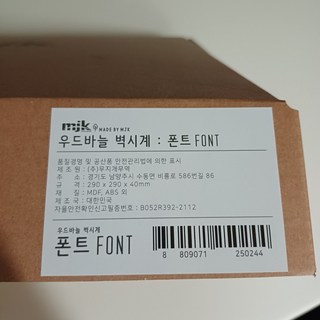 mjk MADE BY MJK
우드바늘 벽시계 : 폰트 FONT
품질경영 및 공산품 안전관리법에 의한 표시
제 조 원 : (주)무지개무역
주 소 : 경기도 남양주시 수동면 비룡로 586번길 86
규 격 : 290 x 290 x 40mm
재 질 : MDF, ABS 외
제 조 국 : 대한민국
자율안전확인신고필증번호 : B052R392-2112
우드바늘 벽시계
폰트 FONT
8 809071 250244